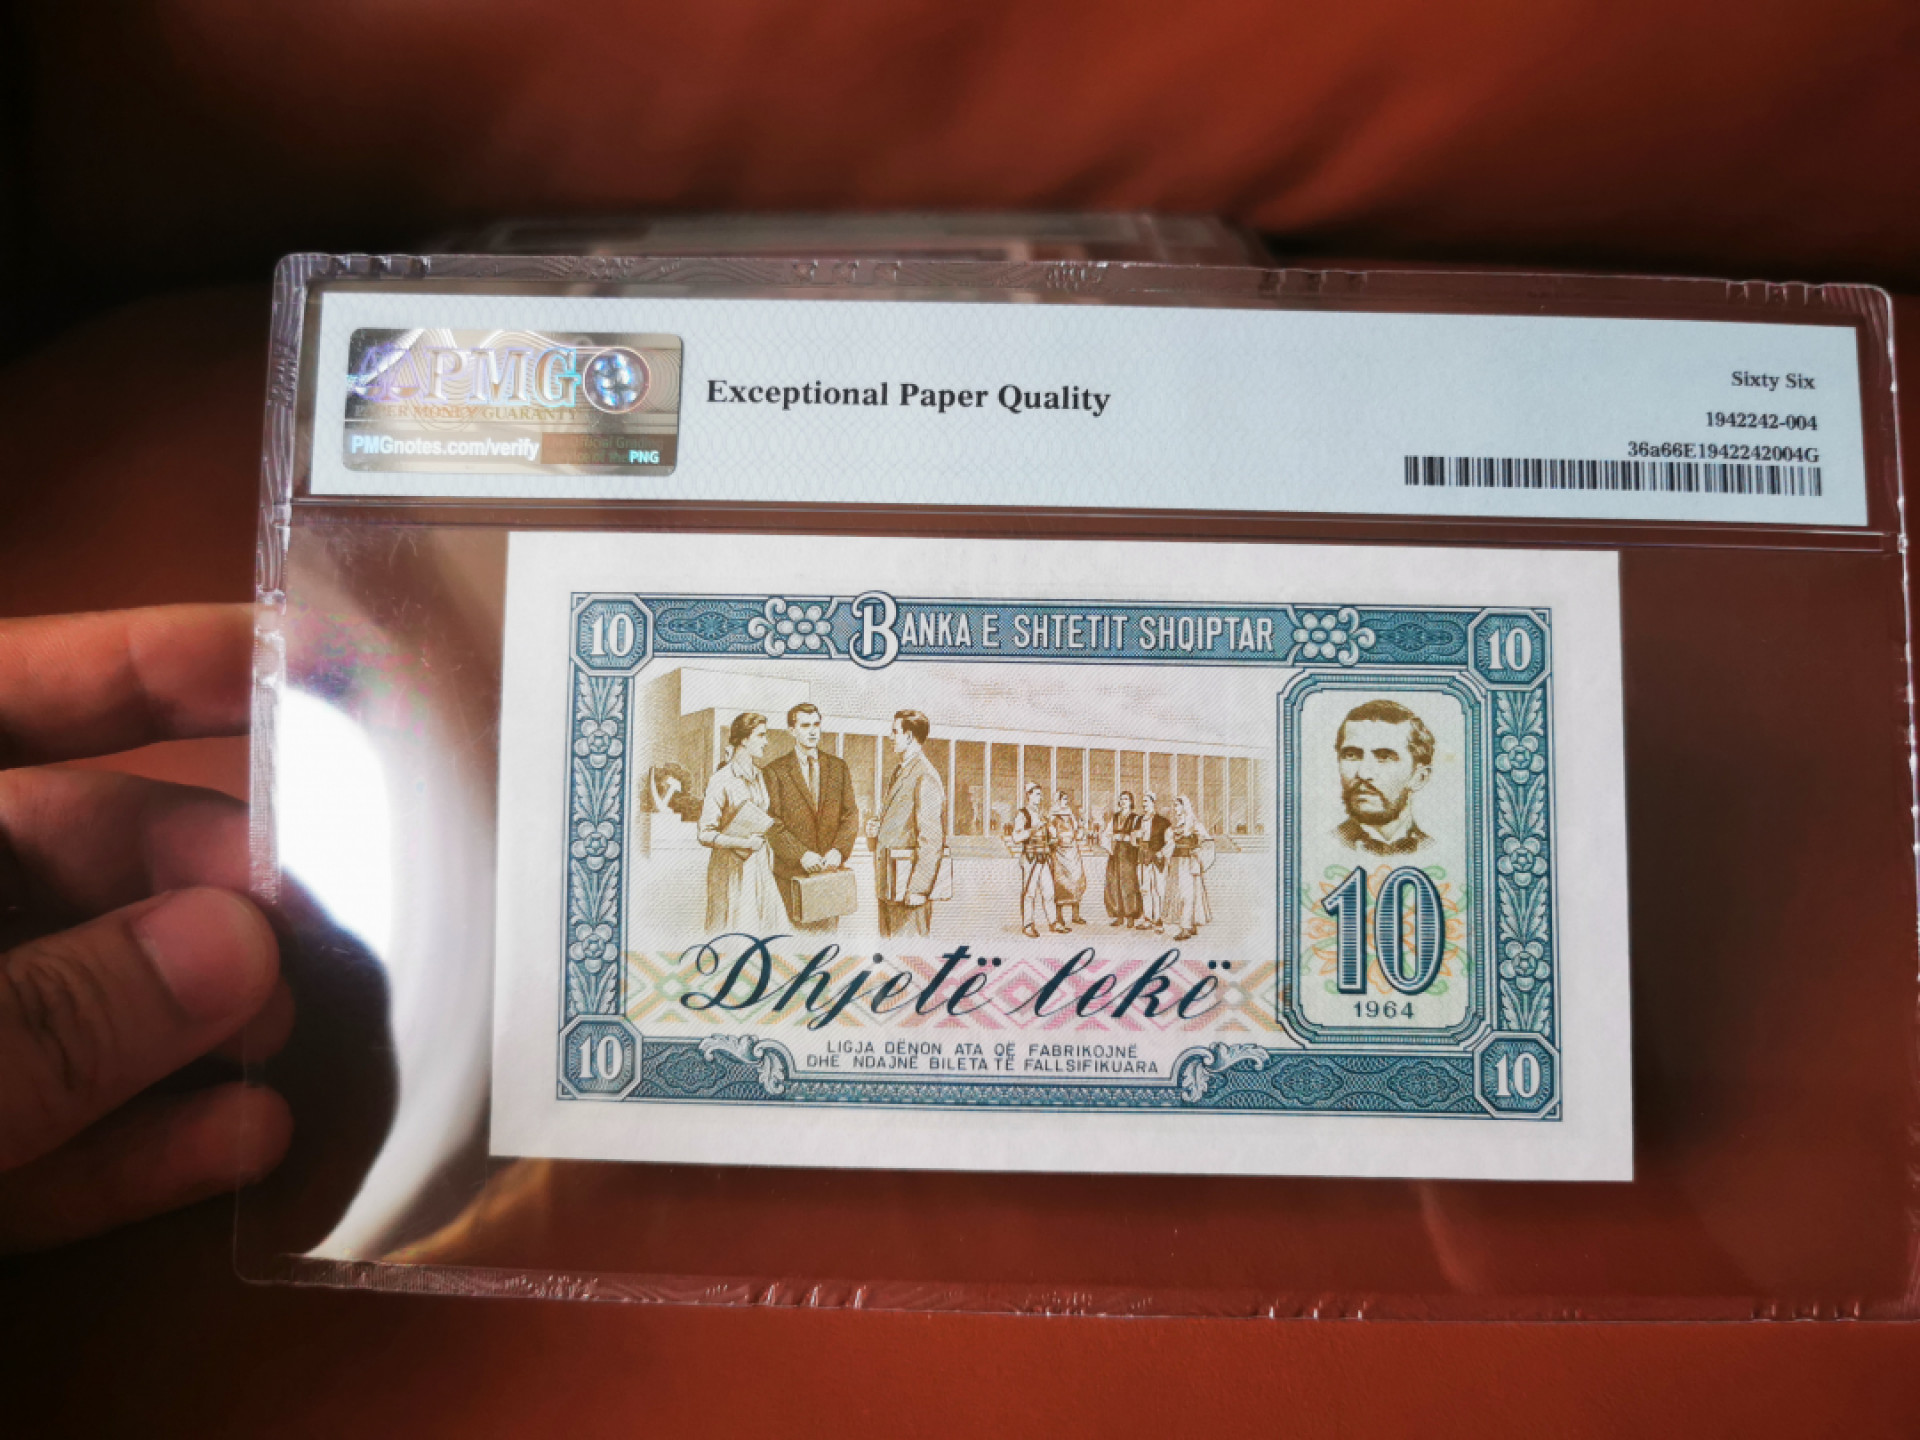 PMG
PAPER MONEY GUARANTY
PMGnotes.com/verify
PNG
Exceptional Paper Quality
Sixty Six
1942242-004
36a66E1942242004G
10
BANKA E SHTETIT SHQIPTAR
10
10
1964
Dhjetë lekë
LIGJA DËNON ATA QË FABRIKOJNË
DHE NDAJNË BILETA TË FALLSIFIKUARA
10
10